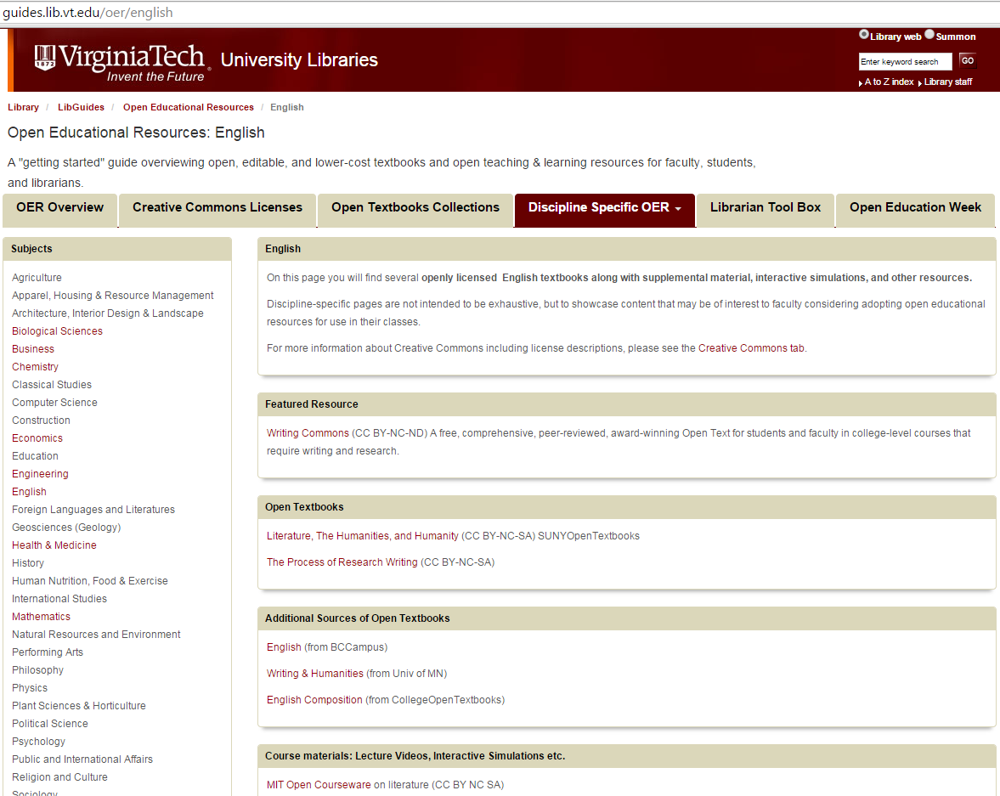 guides.lib.vt.edu/oer/english
1872 VirginiaTech
Invent the Future
University Libraries
Library web Summon
Enter keyword search GO
A to Z index Library staff
Library / LibGuides / Open Educational Resources / English
Open Educational Resources: English
A "getting started" guide overviewing open, editable, and lower-cost textbooks and open teaching & learning resources for faculty, students,
and librarians.
OER Overview Creative Commons Licenses Open Textbooks Collections Discipline Specific OER Librarian Tool Box Open Education Week
Subjects
Agriculture
Apparel, Housing & Resource Management
Architecture, Interior Design & Landscape
Biological Sciences
Business
Chemistry
Classical Studies
Computer Science
Construction
Economics
Education
Engineering
English
Foreign Languages and Literatures
Geosciences (Geology)
Health & Medicine
History
Human Nutrition, Food & Exercise
International Studies
Mathematics
Natural Resources and Environment
Performing Arts
Philosophy
Physics
Plant Sciences & Horticulture
Political Science
Psychology
Public and International Affairs
Religion and Culture
Sociology
English
On this page you will find several openly licensed English textbooks along with supplemental material, interactive simulations, and other resources.
Discipline-specific pages are not intended to be exhaustive, but to showcase content that may be of interest to faculty considering adopting open educational
resources for use in their classes.
For more information about Creative Commons including license descriptions, please see the Creative Commons tab.
Featured Resource
Writing Commons (CC BY-NC-ND) A free, comprehensive, peer-reviewed, award-winning Open Text for students and faculty in college-level courses that
require writing and research.
Open Textbooks
Literature, The Humanities, and Humanity (CC BY-NC-SA) SUNYOpenTextbooks
The Process of Research Writing (CC BY-NC-SA)
Additional Sources of Open Textbooks
English (from BCCampus)
Writing & Humanities (from Univ of MN)
English Composition (from CollegeOpenTextbooks)
Course materials: Lecture Videos, Interactive Simulations etc.
MIT Open Courseware on literature (CC BY NC SA)